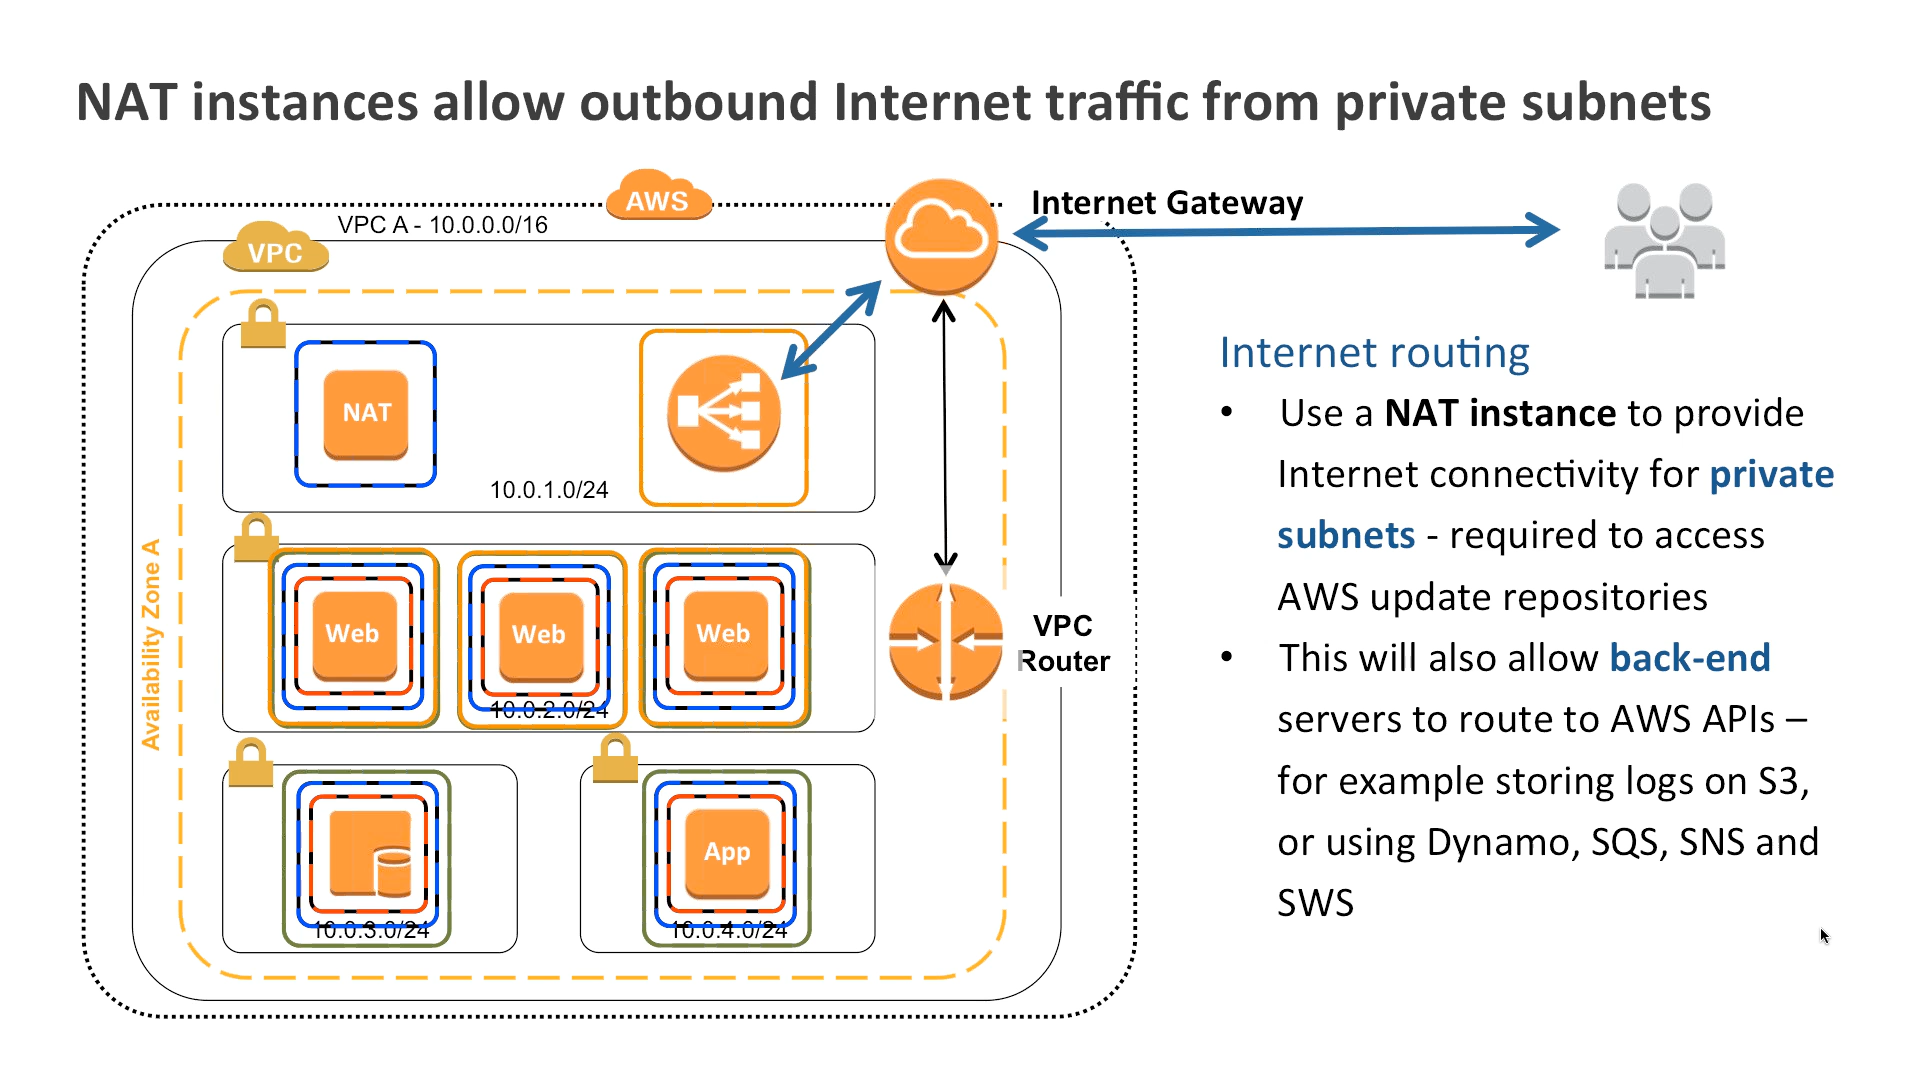 NAT instances allow outbound Internet traffic from private subnets
AWS
Internet Gateway
VPC A - 10.0.0.0/16
VPC
NAT
10.0.1.0/24
Availability Zone A
Web
Web
Web
10.0.2.0/24
VPC
Router
App
10.0.3.0/24
10.0.4.0/24
Internet routing
• Use a NAT instance to provide
Internet connectivity for private
subnets - required to access
AWS update repositories
• This will also allow back-end
servers to route to AWS APIs –
for example storing logs on S3,
or using Dynamo, SQS, SNS and
SWS